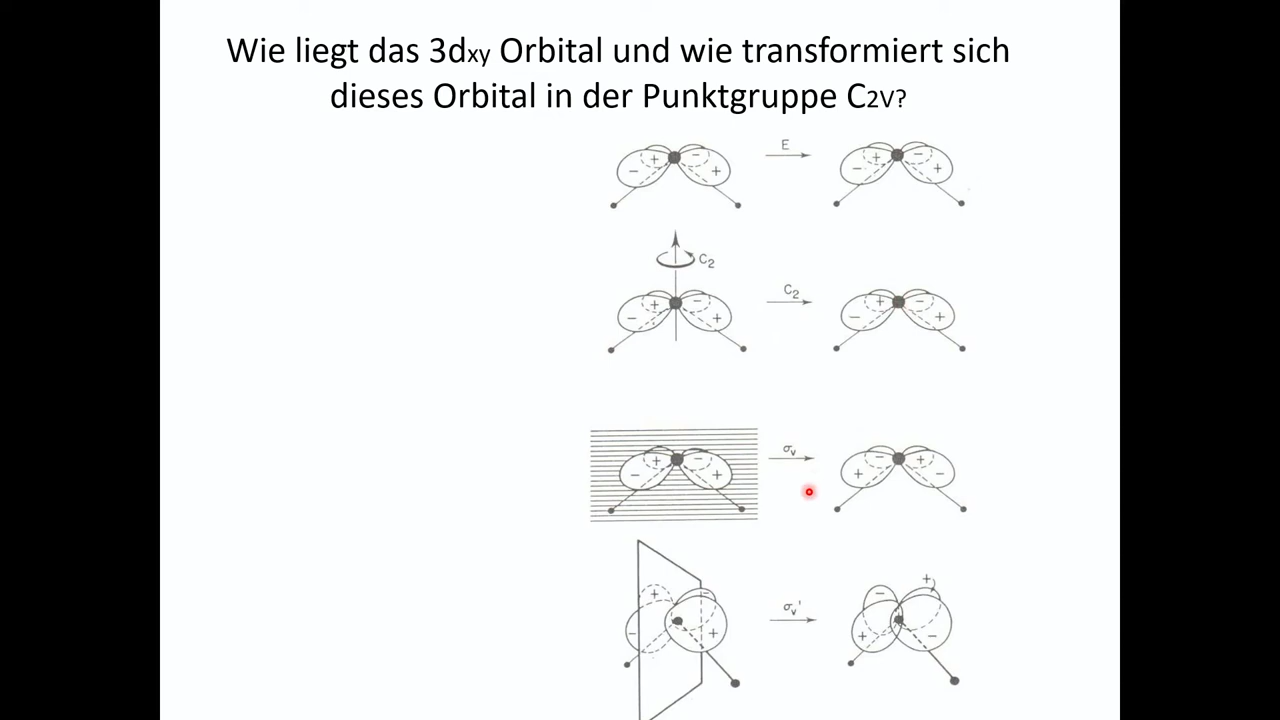 Wie liegt das 3dxy Orbital und wie transformiert sich
dieses Orbital in der Punktgruppe C2V?
E
+ − + −
− + − +
C2
C2
+ − + −
− + − +
σv
+ − − +
− + + −
σv'
+ − − +
− + + −